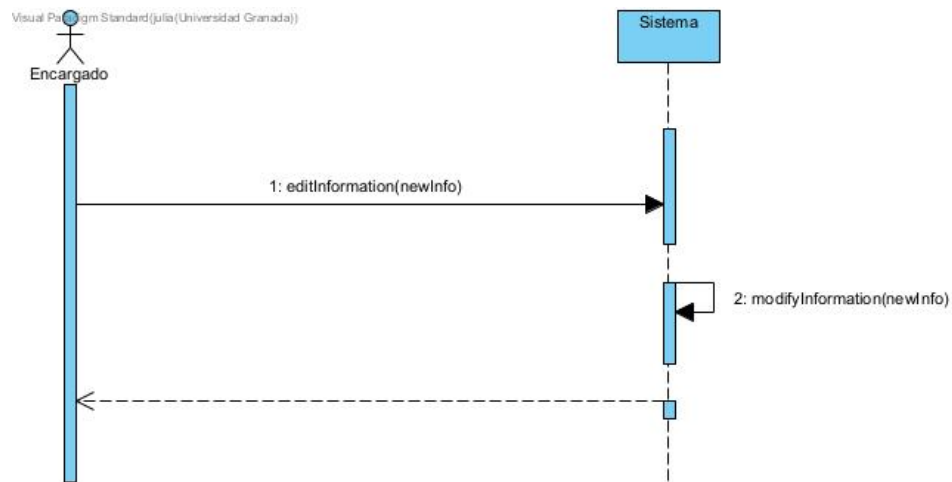 Visual Paradigm Standard(julia(Universidad Granada))
Sistema
Encargado
1: editInformation(newInfo)
2: modifyInformation(newInfo)